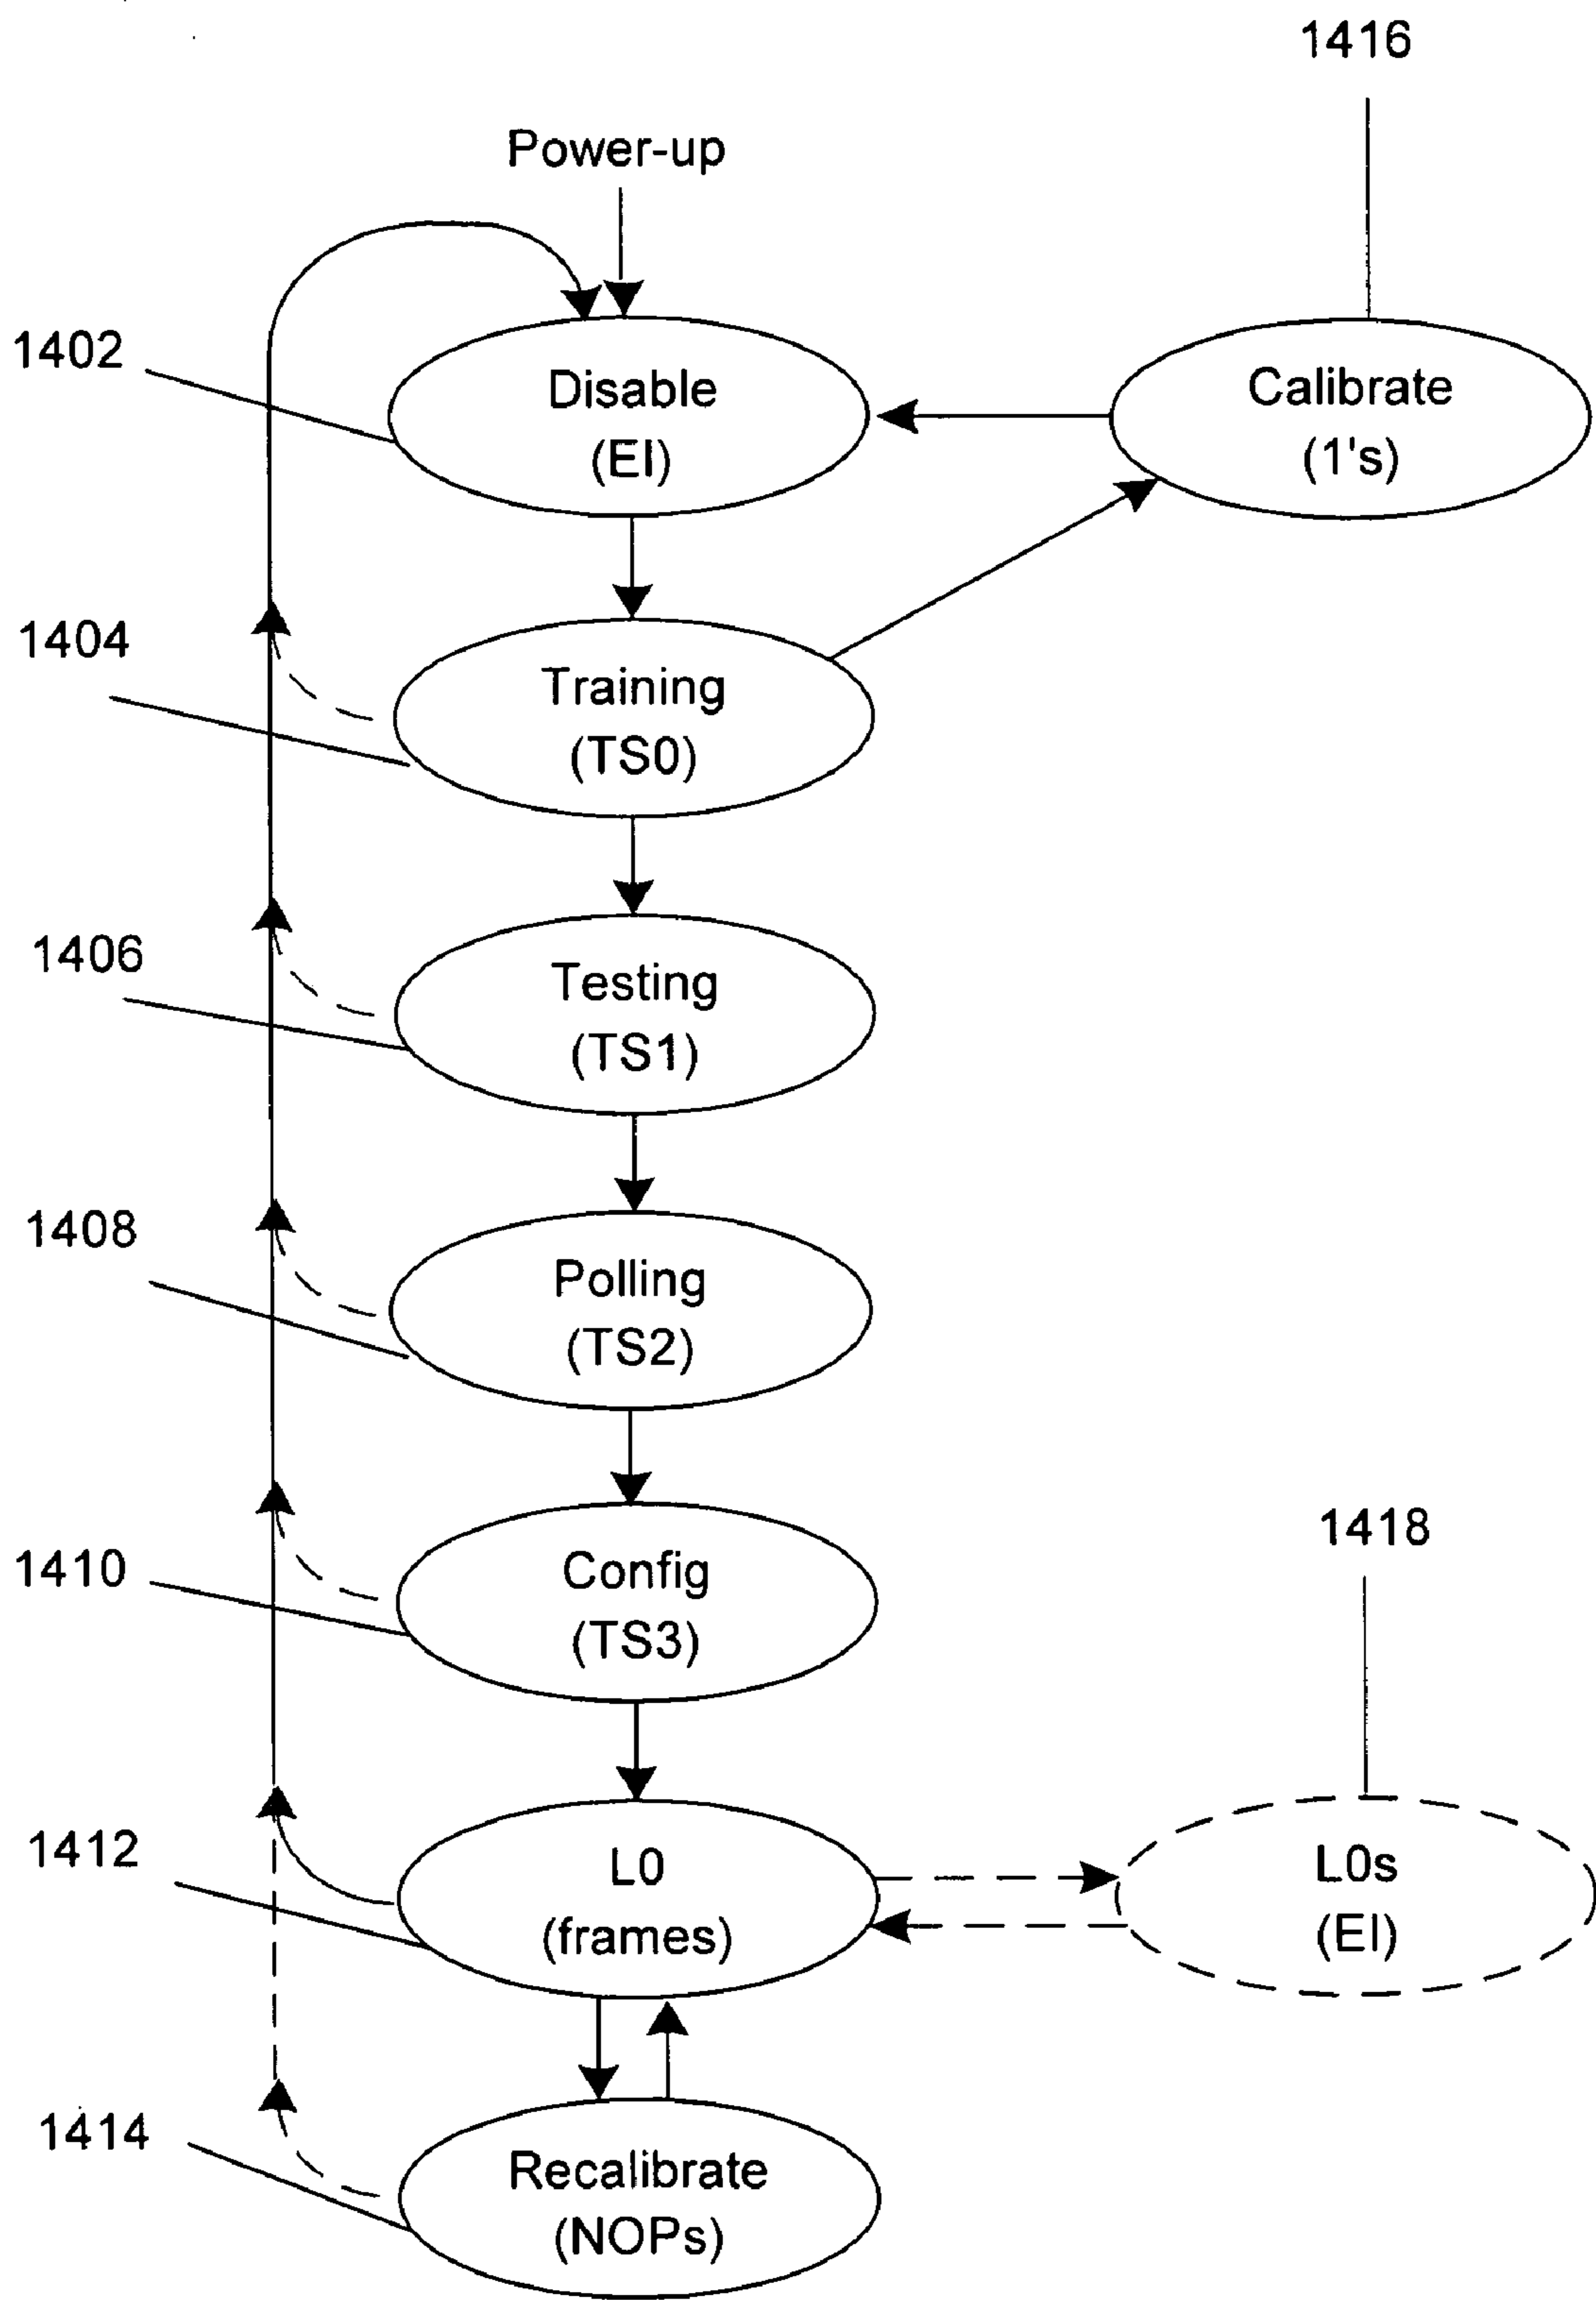 1416
Power-up
1402
Disable
(EI)
Calibrate
(1's)
1404
Training
(TS0)
1406
Testing
(TS1)
1408
Polling
(TS2)
1410
Config
(TS3)
1418
1412
L0
(frames)
L0s
(EI)
1414
Recalibrate
(NOPs)